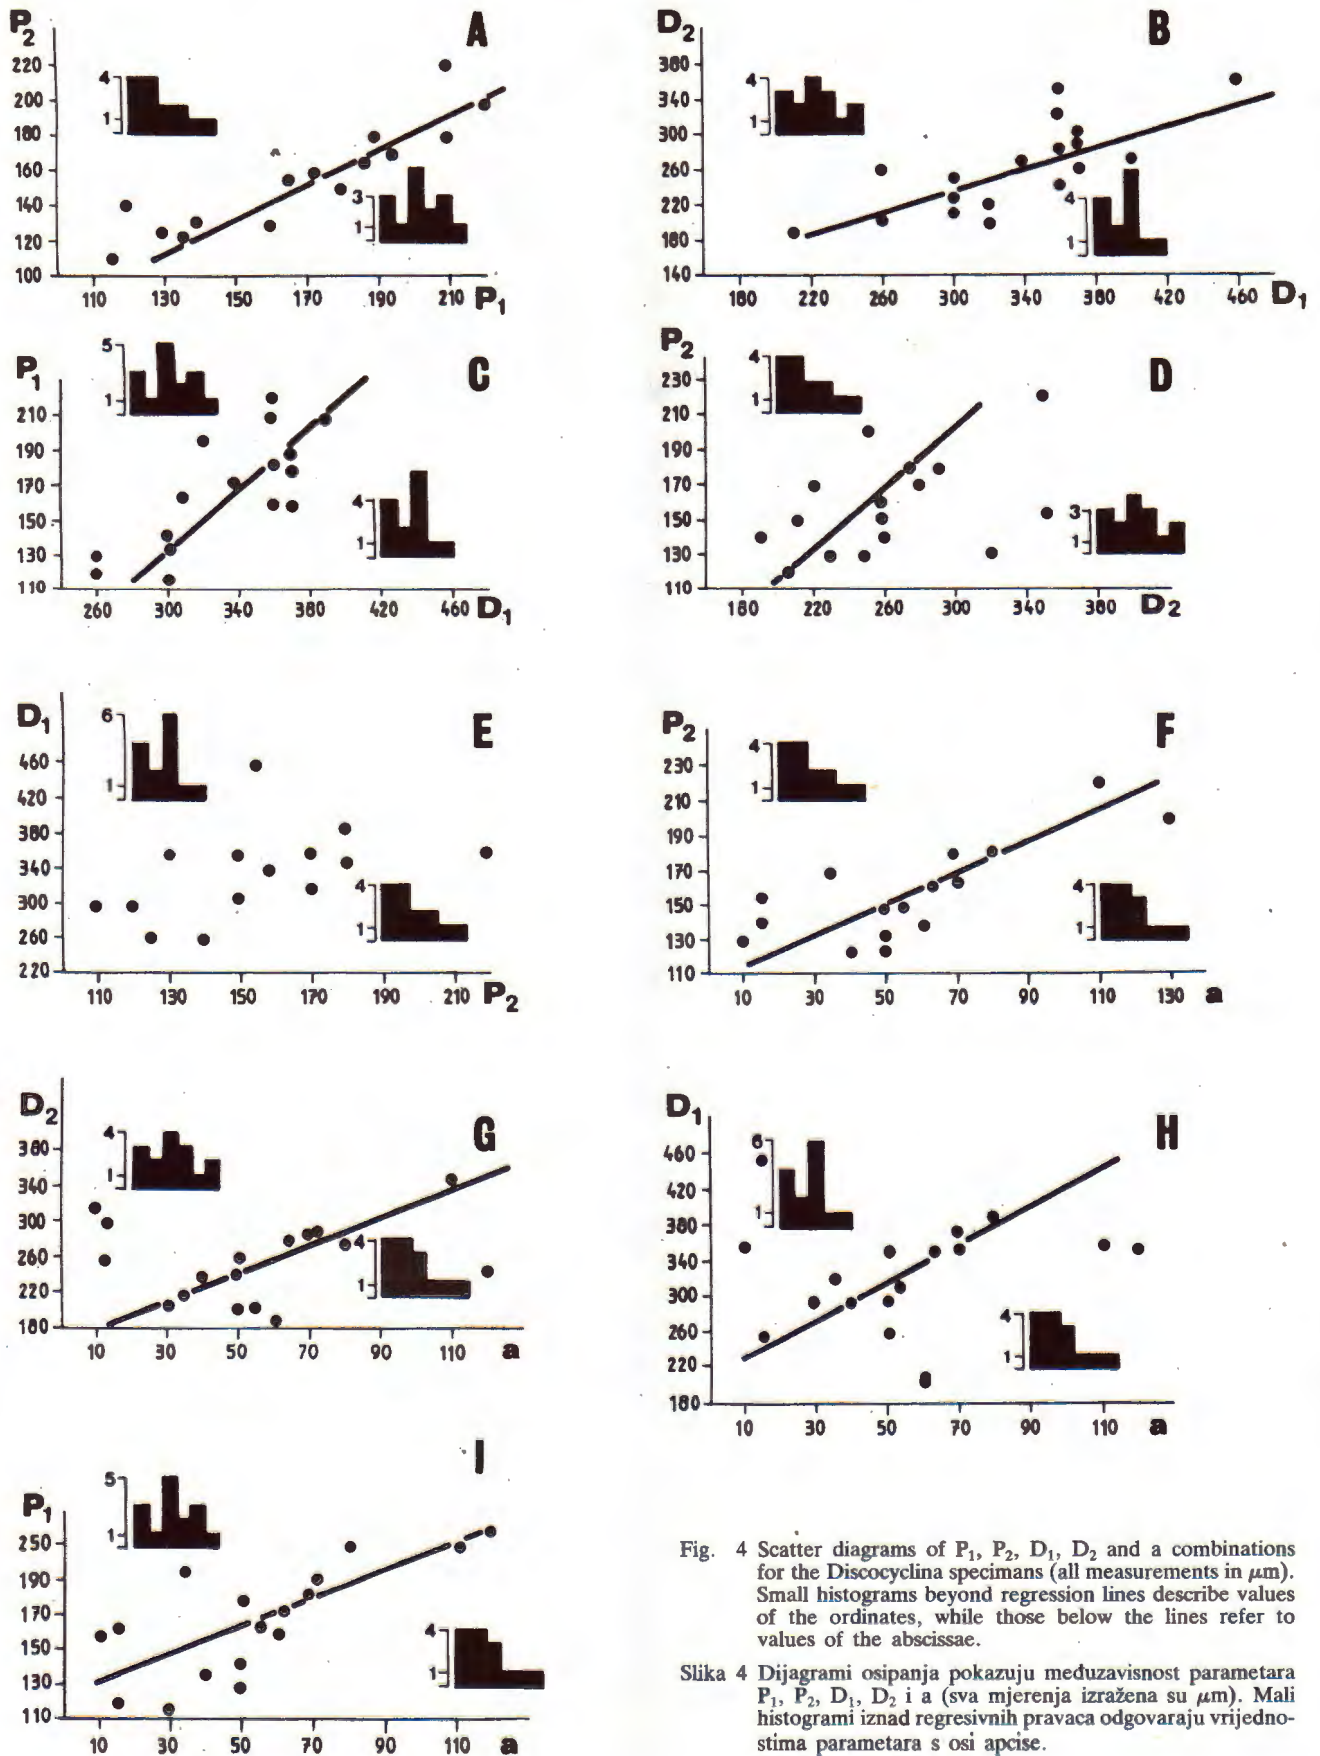 P2
A
220
200
180
160
140
120
100
4
1
3
1
110 130 150 170 190 210 P1
D2
B
380
340
300
260
220
180
140
4
1
4
1
180 220 260 300 340 380 420 460 D1
P1
C
210
190
170
150
130
110
5
1
4
1
260 300 340 380 420 460 D1
P2
D
230
210
190
170
150
130
110
4
1
3
1
180 220 260 300 340 380 D2
D1
E
460
420
380
340
300
260
220
6
1
4
1
110 130 150 170 190 210 P2
P2
F
230
210
190
170
150
130
110
4
1
4
1
10 30 50 70 90 110 130 a
D2
G
380
340
300
260
220
180
4
1
4
1
10 30 50 70 90 110 a
D1
H
460
420
380
340
300
260
220
180
6
1
4
1
10 30 50 70 90 110 a
I
P1
250
190
170
150
130
110
5
1
4
1
10 30 50 70 90 110 a
Fig. 4 Scatter diagrams of P1, P2, D1, D2 and a combinations
for the Discocyclina specimans (all measurements in μm).
Small histograms beyond regression lines describe values
of the ordinates, while those below the lines refer to
values of the abscissae.
Slika 4 Dijagrami osipanja pokazuju međuzavisnost parametara
P1, P2, D1, D2 i a (sva mjerenja izražena su μm). Mali
histogrami iznad regresivnih pravaca odgovaraju vrijedno-
stima parametara s osi apcise.